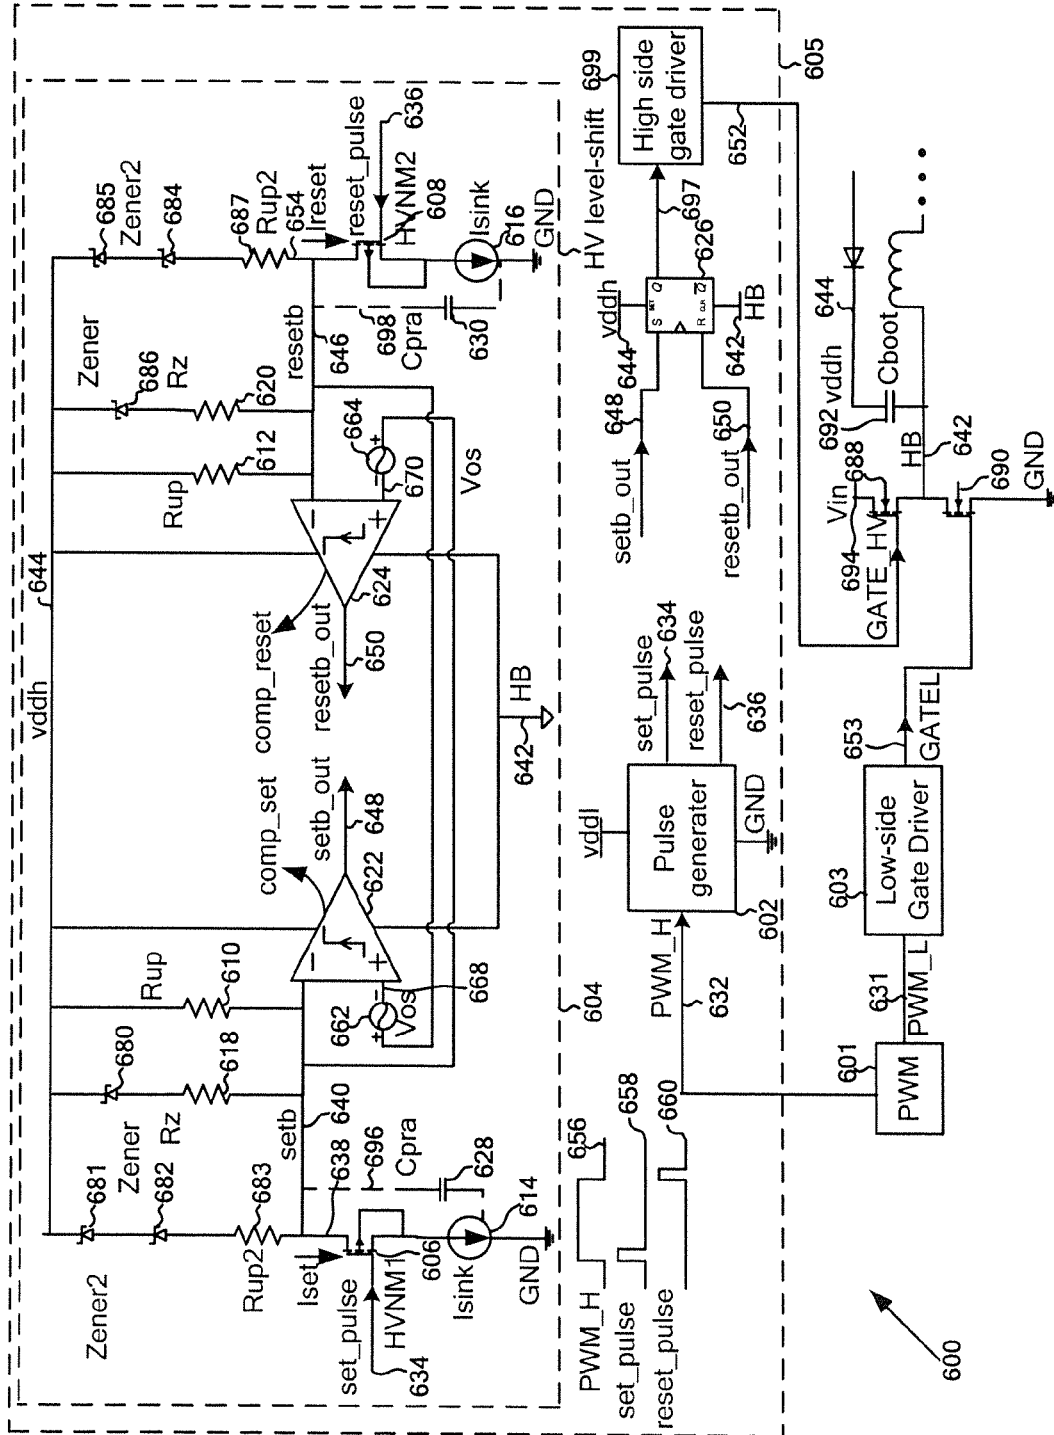 vddh
644
Zener2
681
Zener
682
Rup2
683
680
Rz
618
Rup
610
setb
640
638
696
Cpra
628
Iset
set_pulse
634
HVNM1
606
Isink
614
GND
662
Vos
668
622
comp_set
setb_out
648
comp_reset
resetb_out
650
624
642
HB
604
Rup
612
Zener
686
Rz
620
664
670
Vos
resetb
646
685
Zener2
684
687
Rup2
654
Ireset
reset_pulse
636
HVNM2
608
698
Cpra
630
Isink
616
GND
HV level-shift
PWM_H
656
set_pulse
658
reset_pulse
660
PWM_H
632
vddl
Pulse
generater
602
GND
set_pulse
634
reset_pulse
636
setb_out
648
resetb_out
650
vddh
644
S
SET
Q
R
CLR
Q
626
642
HB
697
699
High side
gate driver
652
605
601
PWM
631
PWM_L
603
Low-side
Gate Driver
653
GATEL
GATE_HV
694
Vin
688
690
GND
HB
642
692
vddh
Cboot
644
600